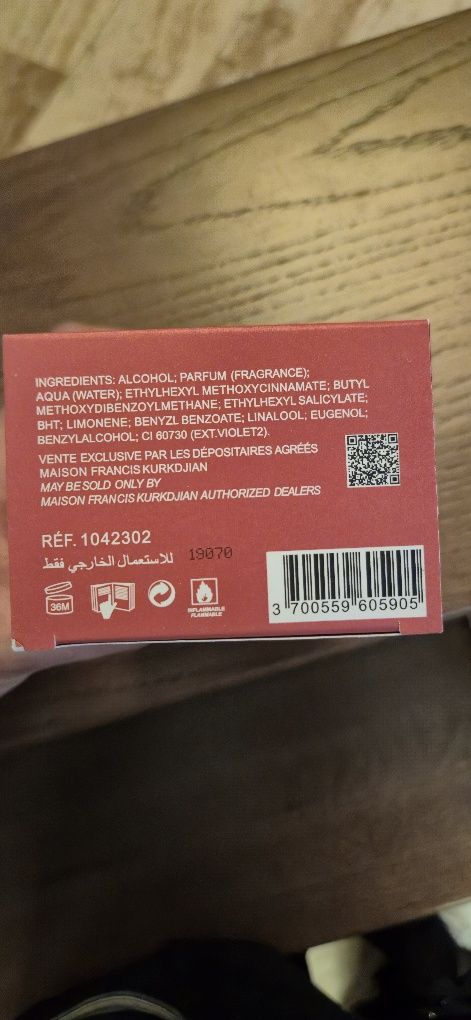 INGREDIENTS: ALCOHOL; PARFUM (FRAGRANCE);
AQUA (WATER); ETHYLHEXYL METHOXYCINNAMATE; BUTYL
METHOXYDIBENZOYLMETHANE; ETHYLHEXYL SALICYLATE;
BHT; LIMONENE; BENYZL BENZOATE; LINALOOL; EUGENOL;
BENZYLALCOHOL; CI 60730 (EXT.VIOLET2).
VENTE EXCLUSIVE PAR LES DÉPOSITAIRES AGRÉÉS
MAISON FRANCIS KURKDJIAN
MAY BE SOLD ONLY BY
MAISON FRANCIS KURKDJIAN AUTHORIZED DEALERS
RÉF. 1042302
للاستعمال الخارجي فقط
19070
36M
INFLAMMABLE
FLAMMABLE
3 700559 605905